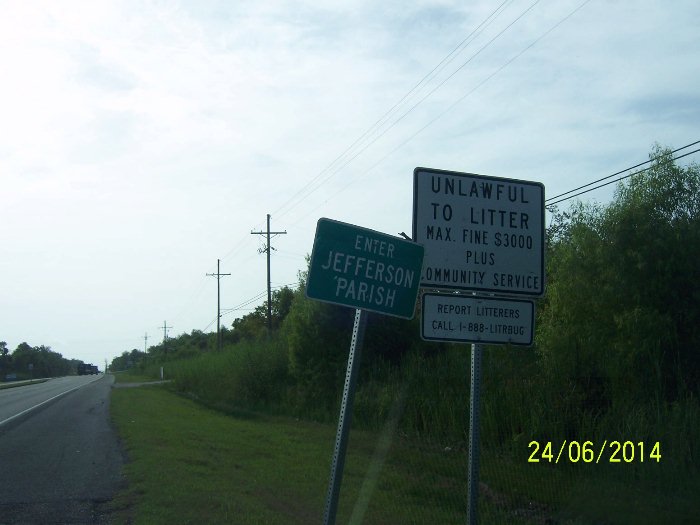 ENTER
JEFFERSON
PARISH
UNLAWFUL
TO LITTER
MAX. FINE $3000
PLUS
COMMUNITY SERVICE
REPORT LITTERERS
CALL 1-888-LITRBUG
24/06/2014